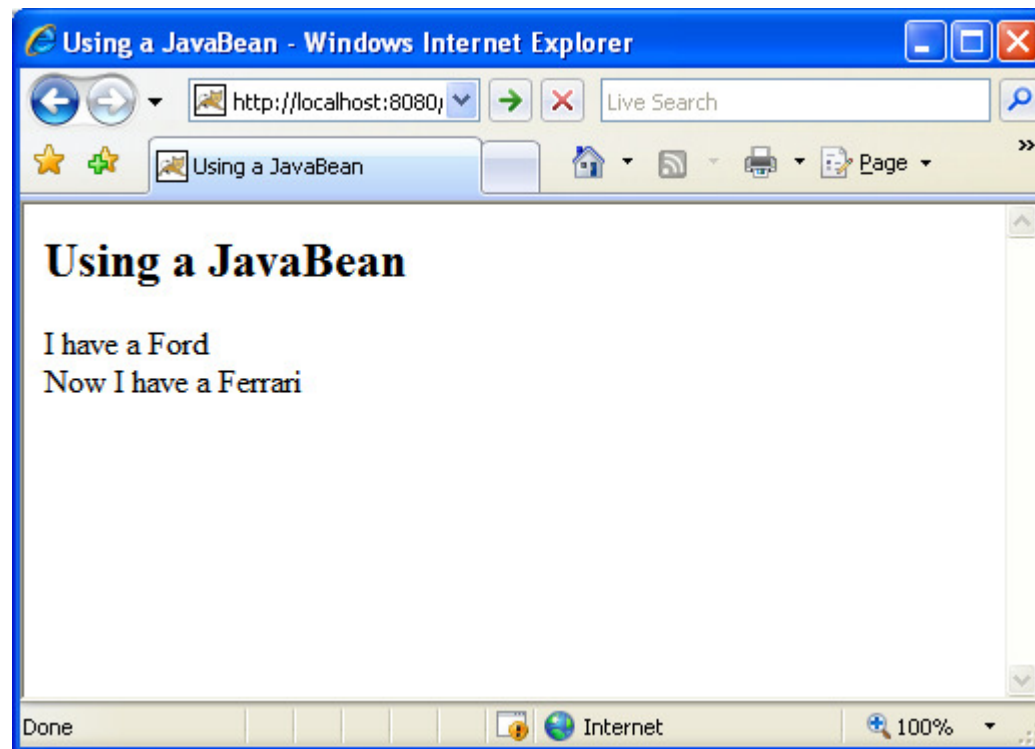 Using a JavaBean - Windows Internet Explorer
http://localhost:8080/
Live Search
Using a JavaBean
Page
Using a JavaBean
I have a Ford
Now I have a Ferrari
Done
Internet
100%